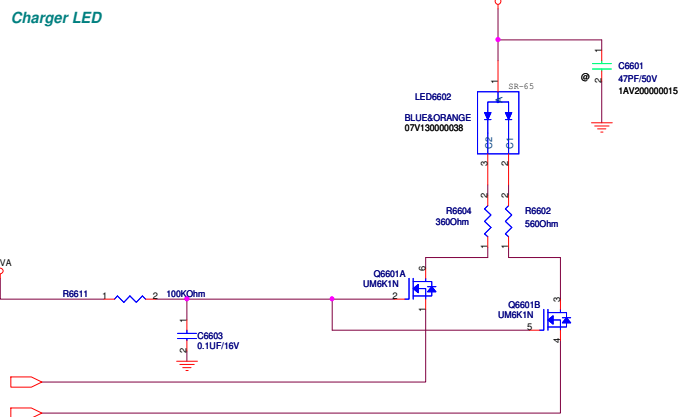 Charger LED
1
C6601
@
2
47PF/50V
1AV200000015
1
SR-65
LED6602
A
BLUE&ORANGE
07V130000038
C2
C1
3
2
2
2
R6604
360Ohm
R6602
560Ohm
1
1
VA
R6611
1
2
100KOhm
Q6601A
UM6K1N
6
2
1
Q6601B
UM6K1N
3
5
4
1
C6603
0.1UF/16V
2